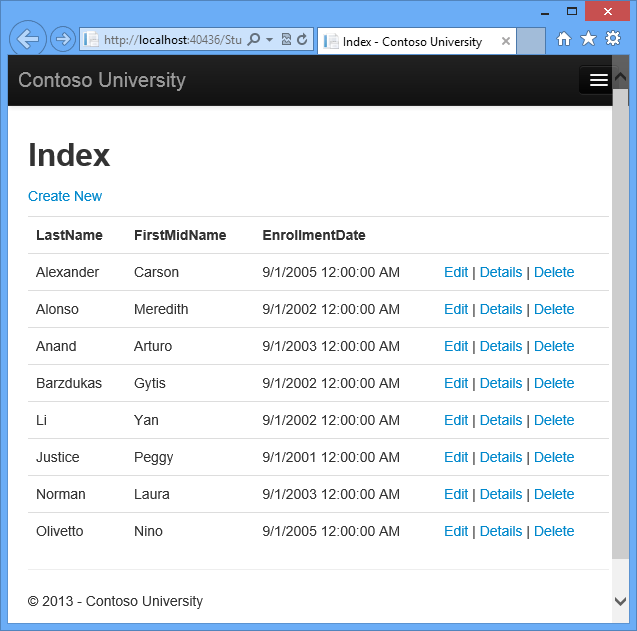 http://localhost:40436/Stu
Index - Contoso University
Contoso University
Index
Create New
LastName FirstMidName EnrollmentDate
Alexander Carson 9/1/2005 12:00:00 AM Edit | Details | Delete
Alonso Meredith 9/1/2002 12:00:00 AM Edit | Details | Delete
Anand Arturo 9/1/2003 12:00:00 AM Edit | Details | Delete
Barzdukas Gytis 9/1/2002 12:00:00 AM Edit | Details | Delete
Li Yan 9/1/2002 12:00:00 AM Edit | Details | Delete
Justice Peggy 9/1/2001 12:00:00 AM Edit | Details | Delete
Norman Laura 9/1/2003 12:00:00 AM Edit | Details | Delete
Olivetto Nino 9/1/2005 12:00:00 AM Edit | Details | Delete
© 2013 - Contoso University